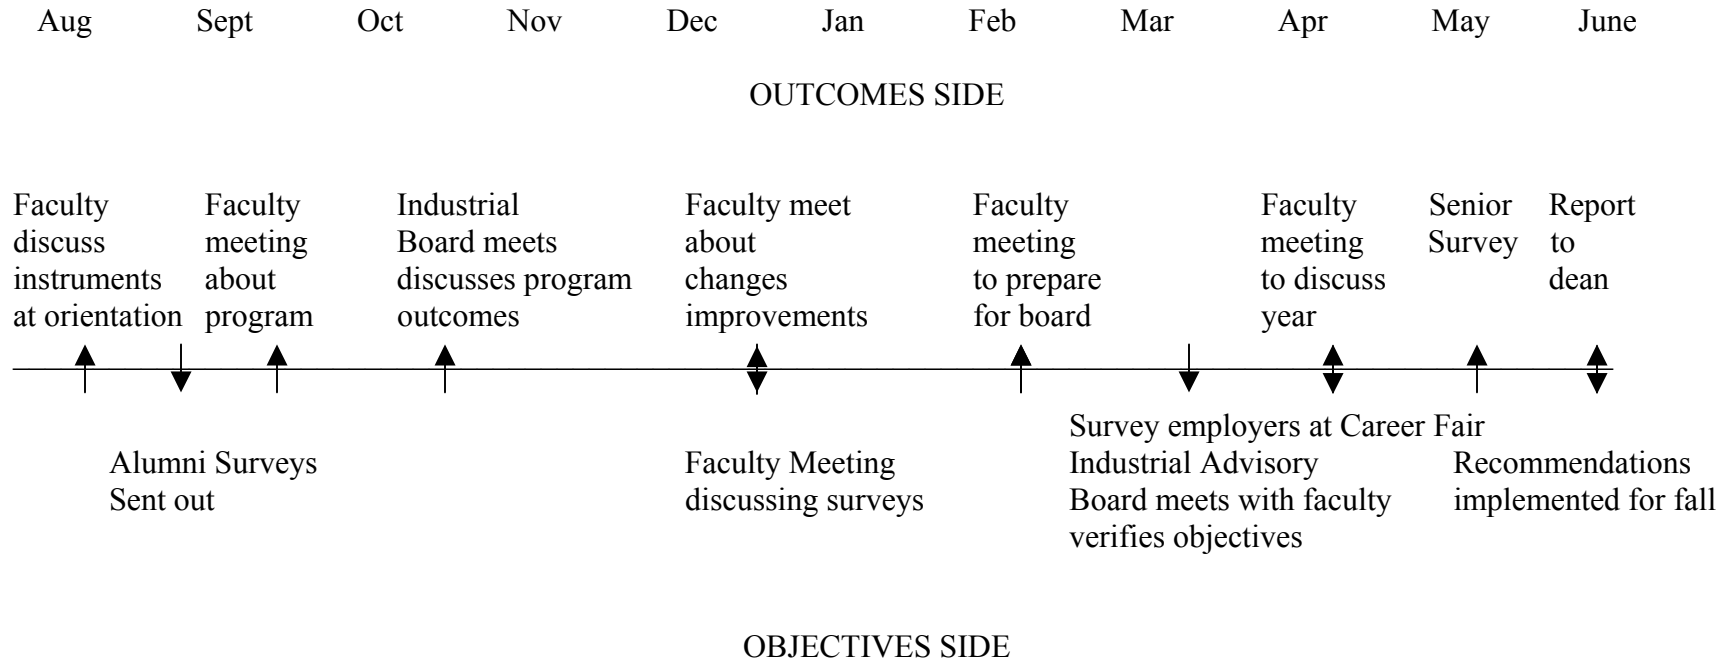 Aug Sept Oct Nov Dec Jan Feb Mar Apr May June
OUTCOMES SIDE
Faculty
discuss
instruments
at orientation
Faculty
meeting
about
program
Industrial
Board meets
discusses program
outcomes
Faculty meet
about
changes
improvements
Faculty
meeting
to prepare
for board
Faculty
meeting
to discuss
year
Senior
Survey
Report
to
dean
Alumni Surveys
Sent out
Faculty Meeting
discussing surveys
Survey employers at Career Fair
Industrial Advisory
Board meets with faculty
verifies objectives
Recommendations
implemented for fall
OBJECTIVES SIDE